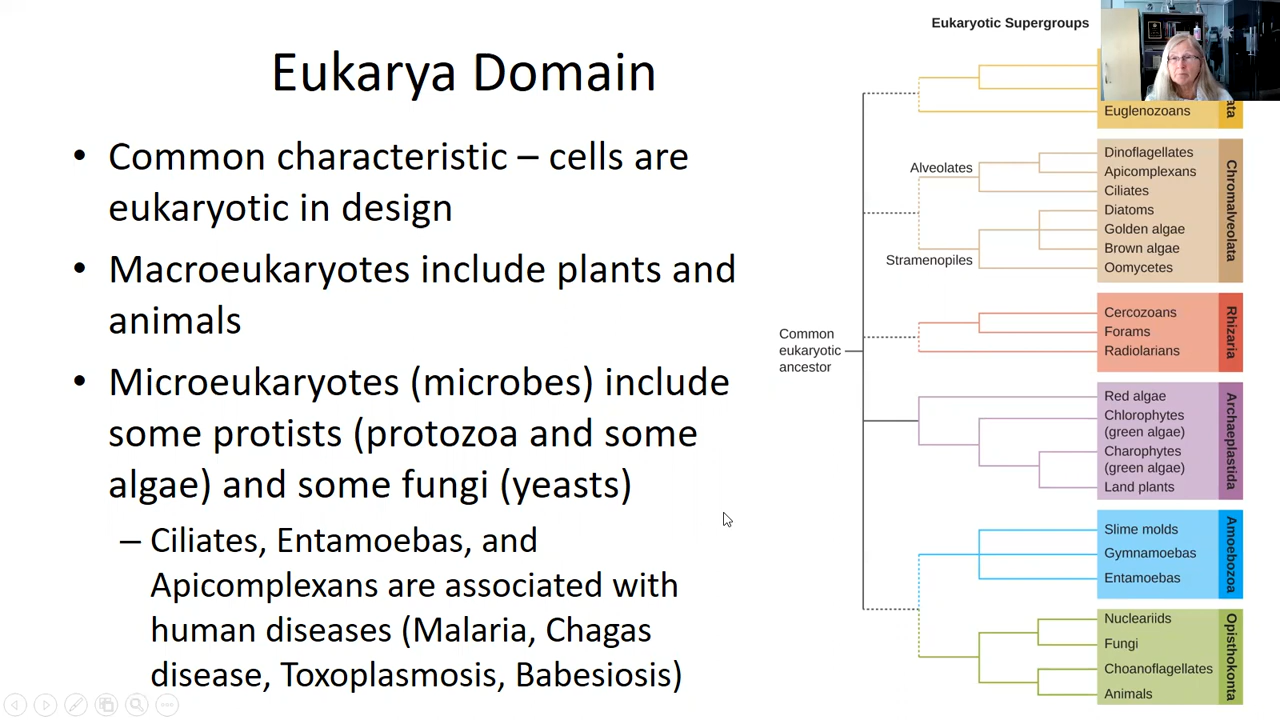 Eukarya Domain
• Common characteristic – cells are
eukaryotic in design
• Macroeukaryotes include plants and
animals
• Microeukaryotes (microbes) include
some protists (protozoa and some
algae) and some fungi (yeasts)
– Ciliates, Entamoebas, and
Apicomplexans are associated with
human diseases (Malaria, Chagas
disease, Toxoplasmosis, Babesiosis)
Eukaryotic Supergroups
Common
eukaryotic
ancestor
Euglenozoans
ata
Alveolates
Stramenopiles
Dinoflagellates
Apicomplexans
Ciliates
Diatoms
Golden algae
Brown algae
Oomycetes
Chromalveolata
Cercozoans
Forams
Radiolarians
Rhizaria
Red algae
Chlorophytes
(green algae)
Charophytes
(green algae)
Land plants
Archaeplastida
Slime molds
Gymnamoebas
Entamoebas
Amoebozoa
Nucleariids
Fungi
Choanoflagellates
Animals
Opisthokonta